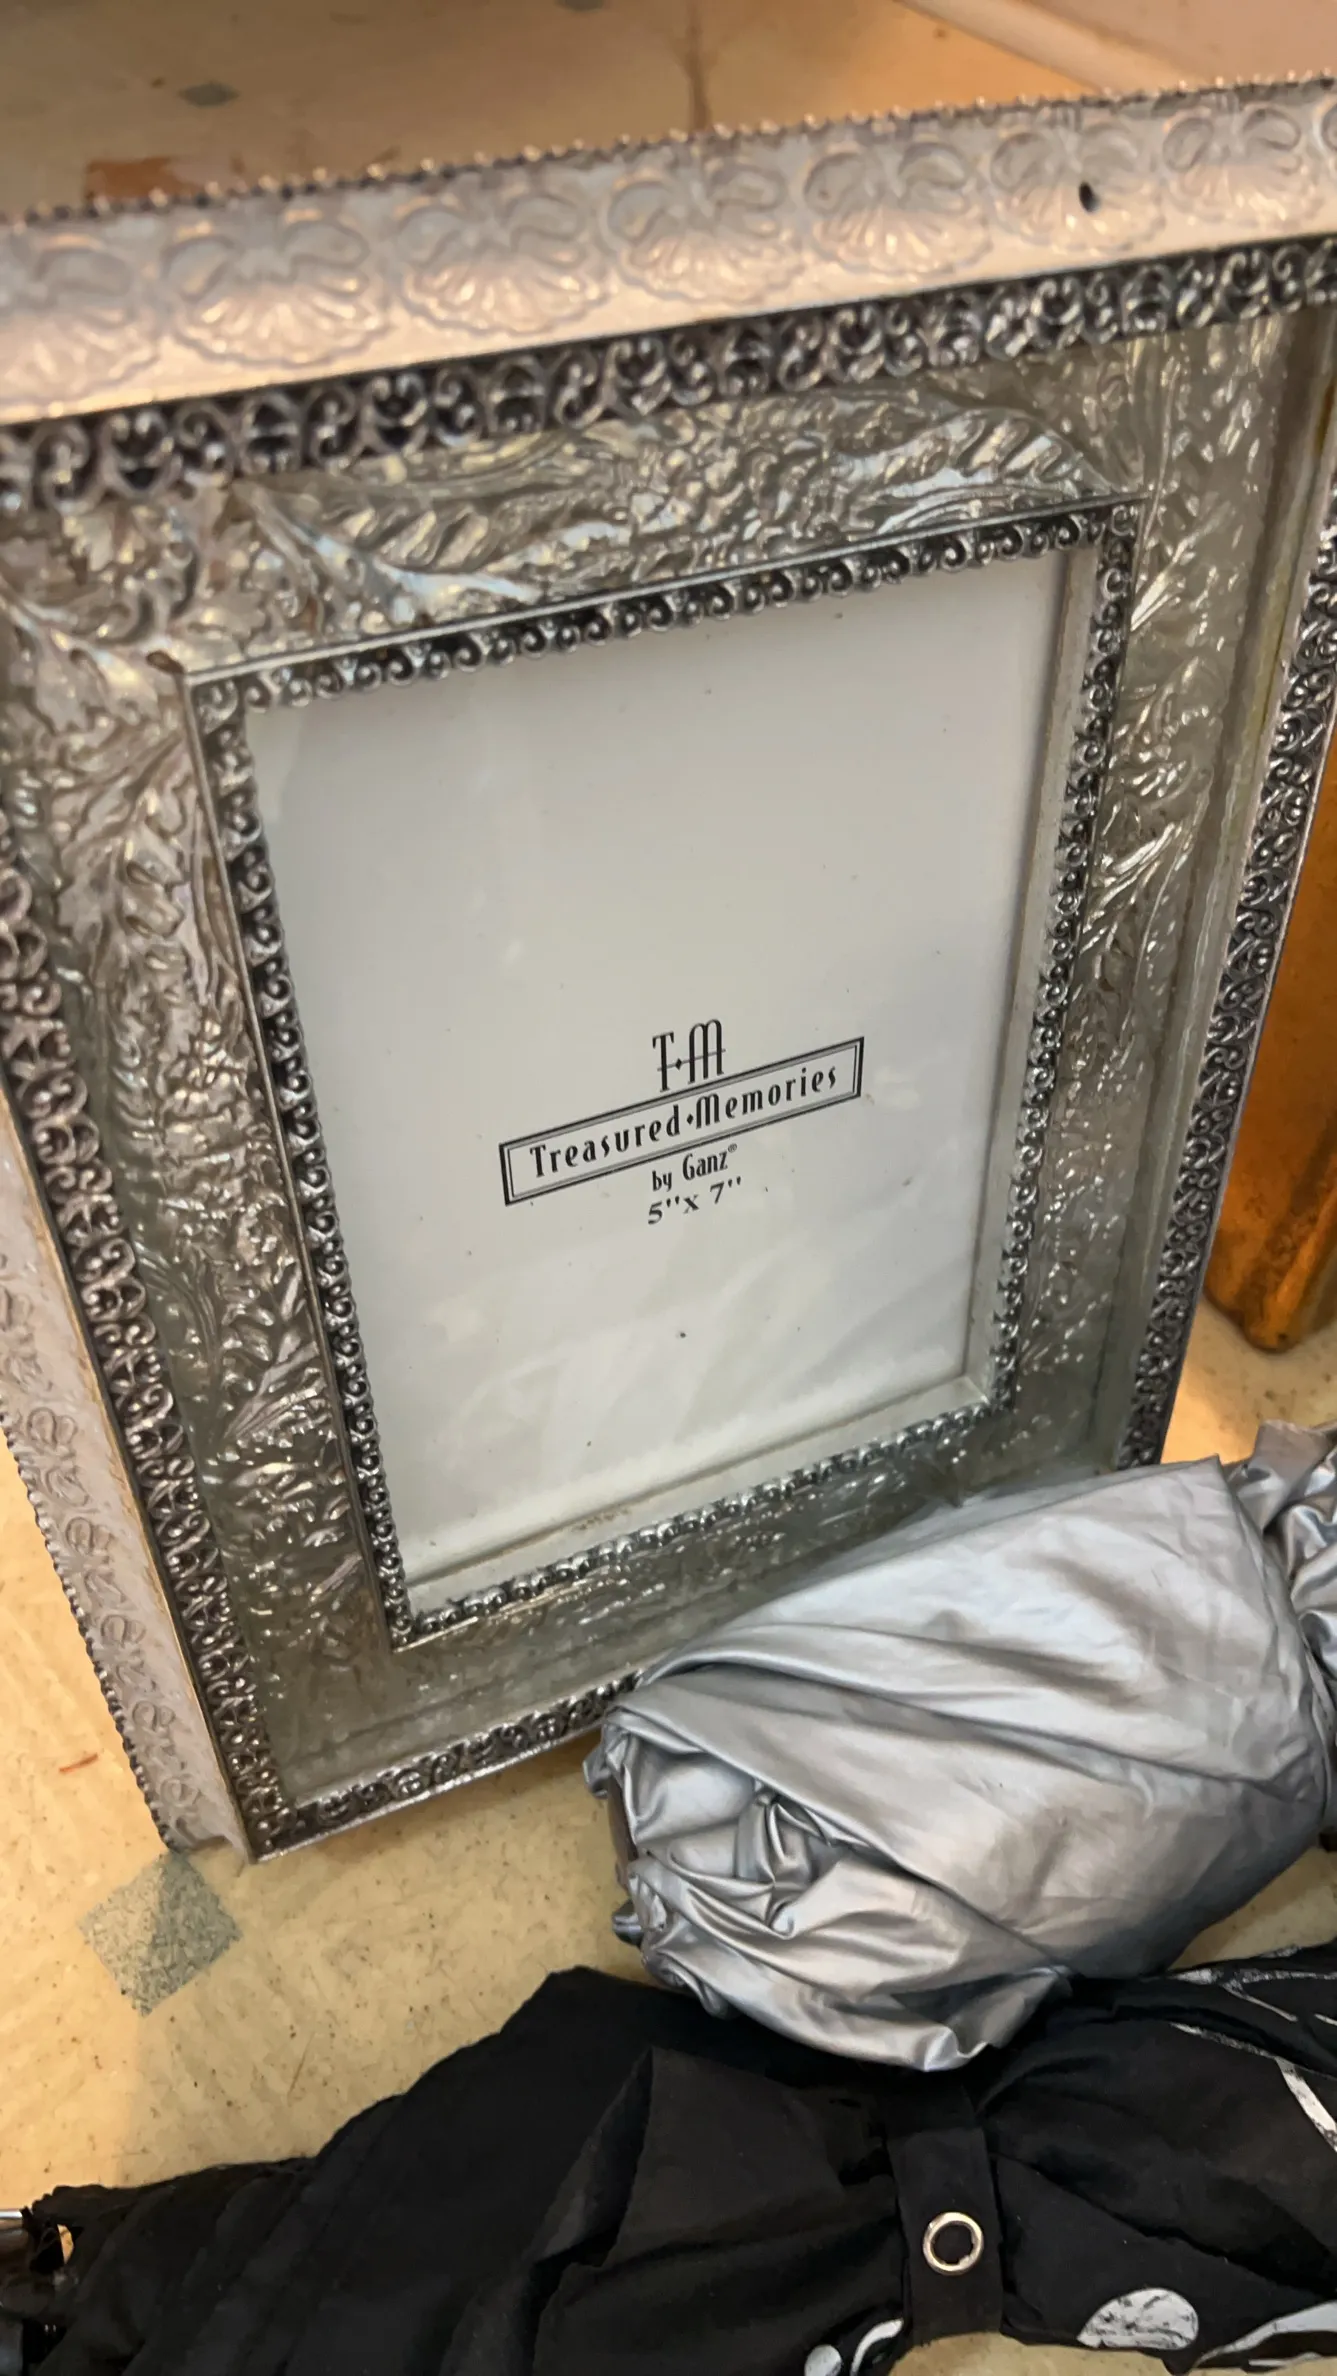 T·M
Treasured·Memories
by Ganz®
5"x 7"